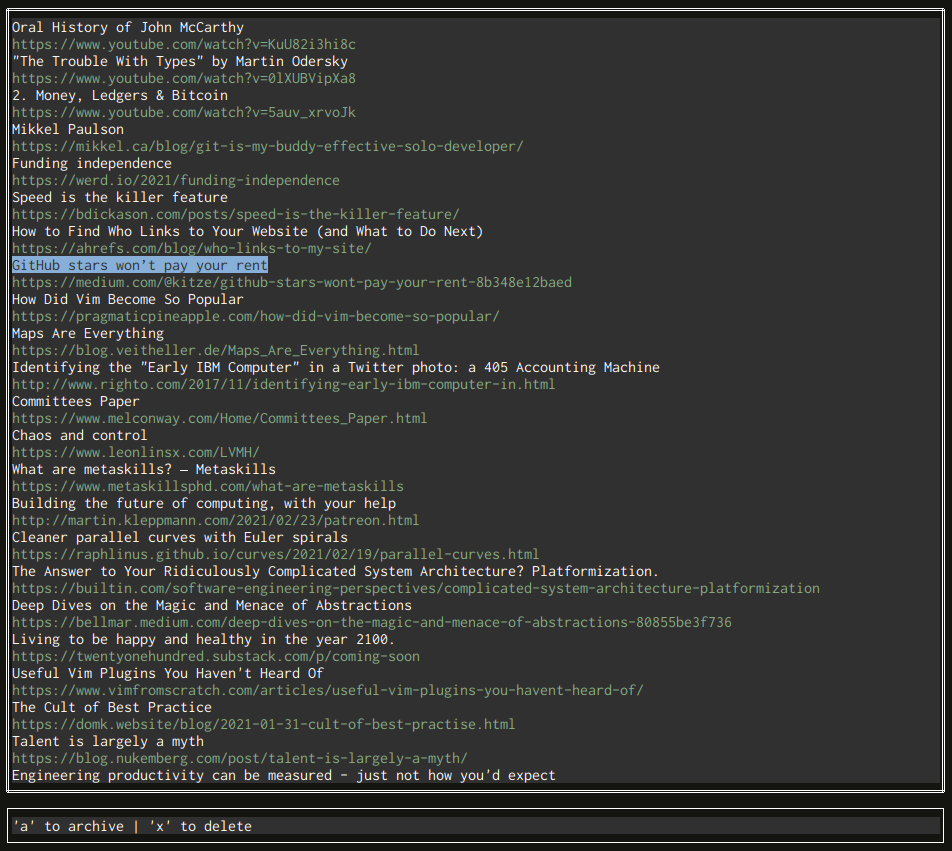 Oral History of John McCarthy
https://www.youtube.com/watch?v=KuU82i3hi8c
"The Trouble With Types" by Martin Odersky
https://www.youtube.com/watch?v=0lXUBVipXa8
2. Money, Ledgers & Bitcoin
https://www.youtube.com/watch?v=5auv_xrvoJk
Mikkel Paulson
https://mikkel.ca/blog/git-is-my-buddy-effective-solo-developer/
Funding independence
https://werd.io/2021/funding-independence
Speed is the killer feature
https://bdickason.com/posts/speed-is-the-killer-feature/
How to Find Who Links to Your Website (and What to Do Next)
https://ahrefs.com/blog/who-links-to-my-site/
GitHub stars won’t pay your rent
https://medium.com/@kitze/github-stars-wont-pay-your-rent-8b348e12baed
How Did Vim Become So Popular
https://pragmaticpineapple.com/how-did-vim-become-so-popular/
Maps Are Everything
https://blog.veitheller.de/Maps_Are_Everything.html
Identifying the "Early IBM Computer" in a Twitter photo: a 405 Accounting Machine
http://www.righto.com/2017/11/identifying-early-ibm-computer-in.html
Committees Paper
https://www.melconway.com/Home/Committees_Paper.html
Chaos and control
https://www.leonlinsx.com/LVMH/
What are metaskills? — Metaskills
https://www.metaskillsphd.com/what-are-metaskills
Building the future of computing, with your help
http://martin.kleppmann.com/2021/02/23/patreon.html
Cleaner parallel curves with Euler spirals
https://raphlinus.github.io/curves/2021/02/19/parallel-curves.html
The Answer to Your Ridiculously Complicated System Architecture? Platformization.
https://builtin.com/software-engineering-perspectives/complicated-system-architecture-platformization
Deep Dives on the Magic and Menace of Abstractions
https://bellmar.medium.com/deep-dives-on-the-magic-and-menace-of-abstractions-80855be3f736
Living to be happy and healthy in the year 2100.
https://twentyonehundred.substack.com/p/coming-soon
Useful Vim Plugins You Haven't Heard Of
https://www.vimfromscratch.com/articles/useful-vim-plugins-you-havent-heard-of/
The Cult of Best Practice
https://domk.website/blog/2021-01-31-cult-of-best-practise.html
Talent is largely a myth
https://blog.nukemberg.com/post/talent-is-largely-a-myth/
Engineering productivity can be measured - just not how you'd expect
'a' to archive | 'x' to delete